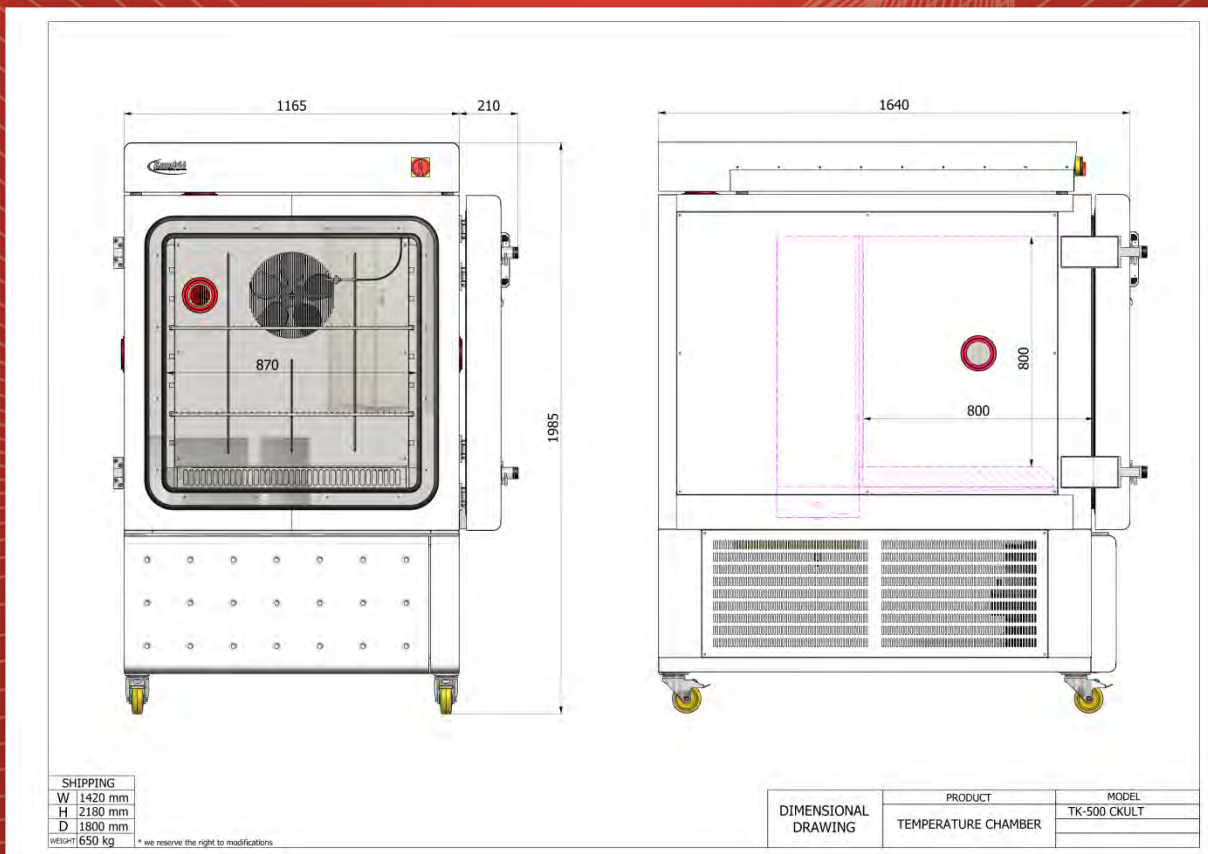 1165
210
1640
870
1985
800
800
SHIPPING
W 1420 mm
H 2180 mm
D 1800 mm
WEIGHT 650 kg
* we reserve the right to modifications
DIMENSIONAL
DRAWING
PRODUCT
TEMPERATURE CHAMBER
MODEL
TK-500 CKULT